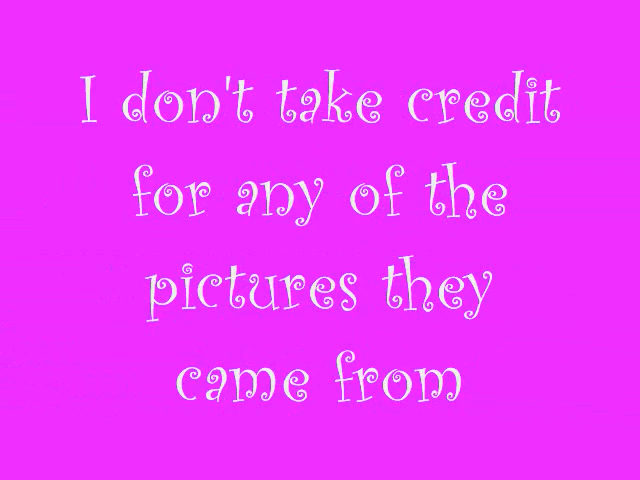 I don't take credit
for any of the
pictures they
came from